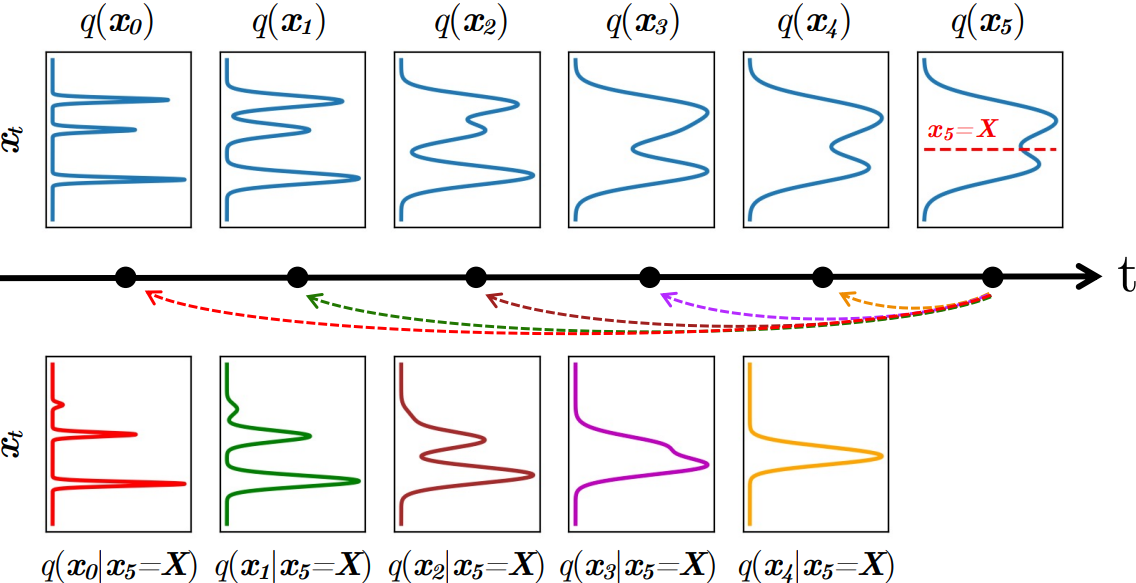 q(x₀) q(x₁) q(x₂) q(x₃) q(x₄) q(x₅)
xₜ
x₅=X
t
xₜ
q(x₀|x₅=X) q(x₁|x₅=X) q(x₂|x₅=X) q(x₃|x₅=X) q(x₄|x₅=X)